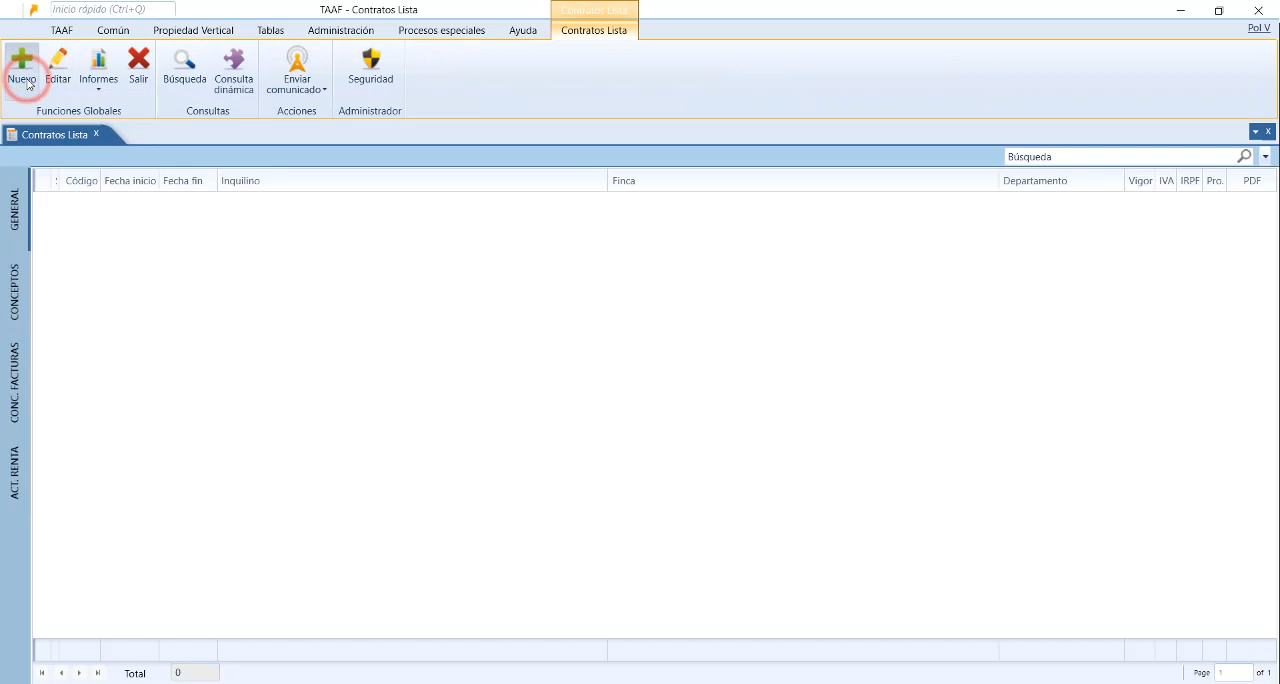 Inicio rápido (Ctrl+Q)
TAAF - Contratos Lista
Contratos Lista
TAAF Común Propiedad Vertical Tablas Administración Procesos especiales Ayuda Contratos Lista
Pol V
Nuevo Editar Informes Salir Búsqueda Consulta dinámica Enviar comunicado Seguridad
Funciones Globales Consultas Acciones Administrador
Contratos Lista x
Búsqueda
Código Fecha inicio Fecha fin Inquilino Finca Departamento Vigor IVA IRPF Pro. PDF
GENERAL
CONCEPTOS
CONC. FACTURAS
ACT. RENTA
Total 0
Page 1 of 1